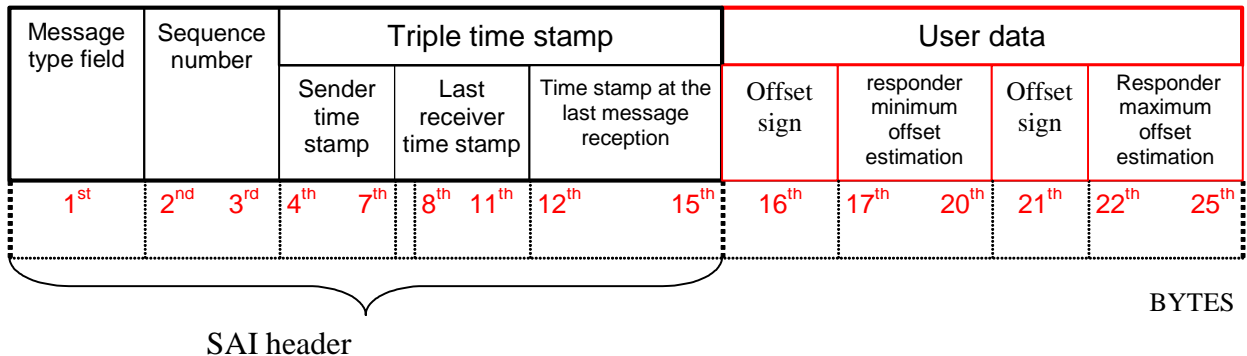 Message type field
Sequence number
Triple time stamp
User data
Sender time stamp
Last receiver time stamp
Time stamp at the last message reception
Offset sign
responder minimum offset estimation
Offset sign
Responder maximum offset estimation
1st
2nd 3rd
4th 7th
8th 11th
12th 15th
16th
17th 20th
21th
22th 25th
BYTES
SAI header